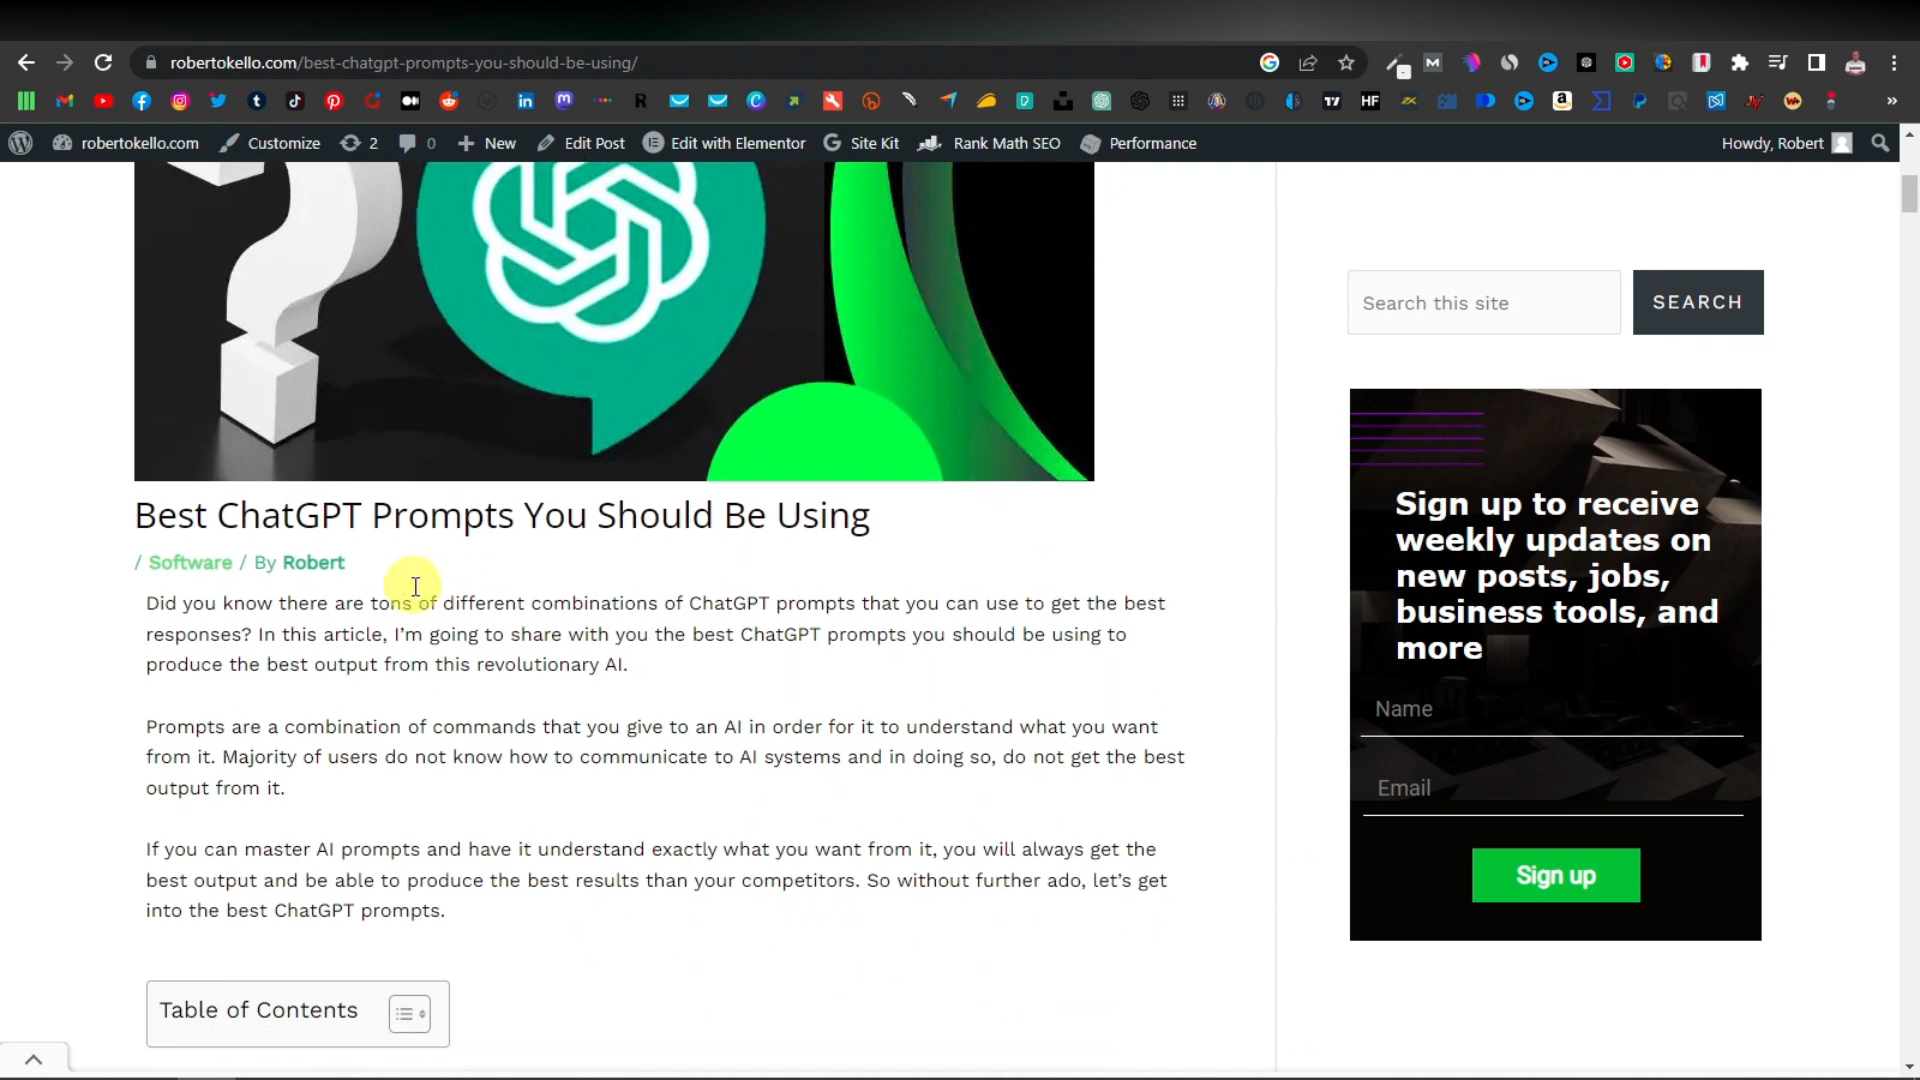 robertokello.com/best-chatgpt-prompts-you-should-be-using/
robertokello.com Customize 2 0 New Edit Post Edit with Elementor Site Kit Rank Math SEO Performance Howdy, Robert
Search this site SEARCH
Best ChatGPT Prompts You Should Be Using
/ Software / By Robert
Did you know there are tons of different combinations of ChatGPT prompts that you can use to get the best
responses? In this article, I’m going to share with you the best ChatGPT prompts you should be using to
produce the best output from this revolutionary AI.
Prompts are a combination of commands that you give to an AI in order for it to understand what you want
from it. Majority of users do not know how to communicate to AI systems and in doing so, do not get the best
output from it.
If you can master AI prompts and have it understand exactly what you want from it, you will always get the
best output and be able to produce the best results than your competitors. So without further ado, let’s get
into the best ChatGPT prompts.
Table of Contents
Sign up to receive
weekly updates on
new posts, jobs,
business tools, and
more
Name
Email
Sign up